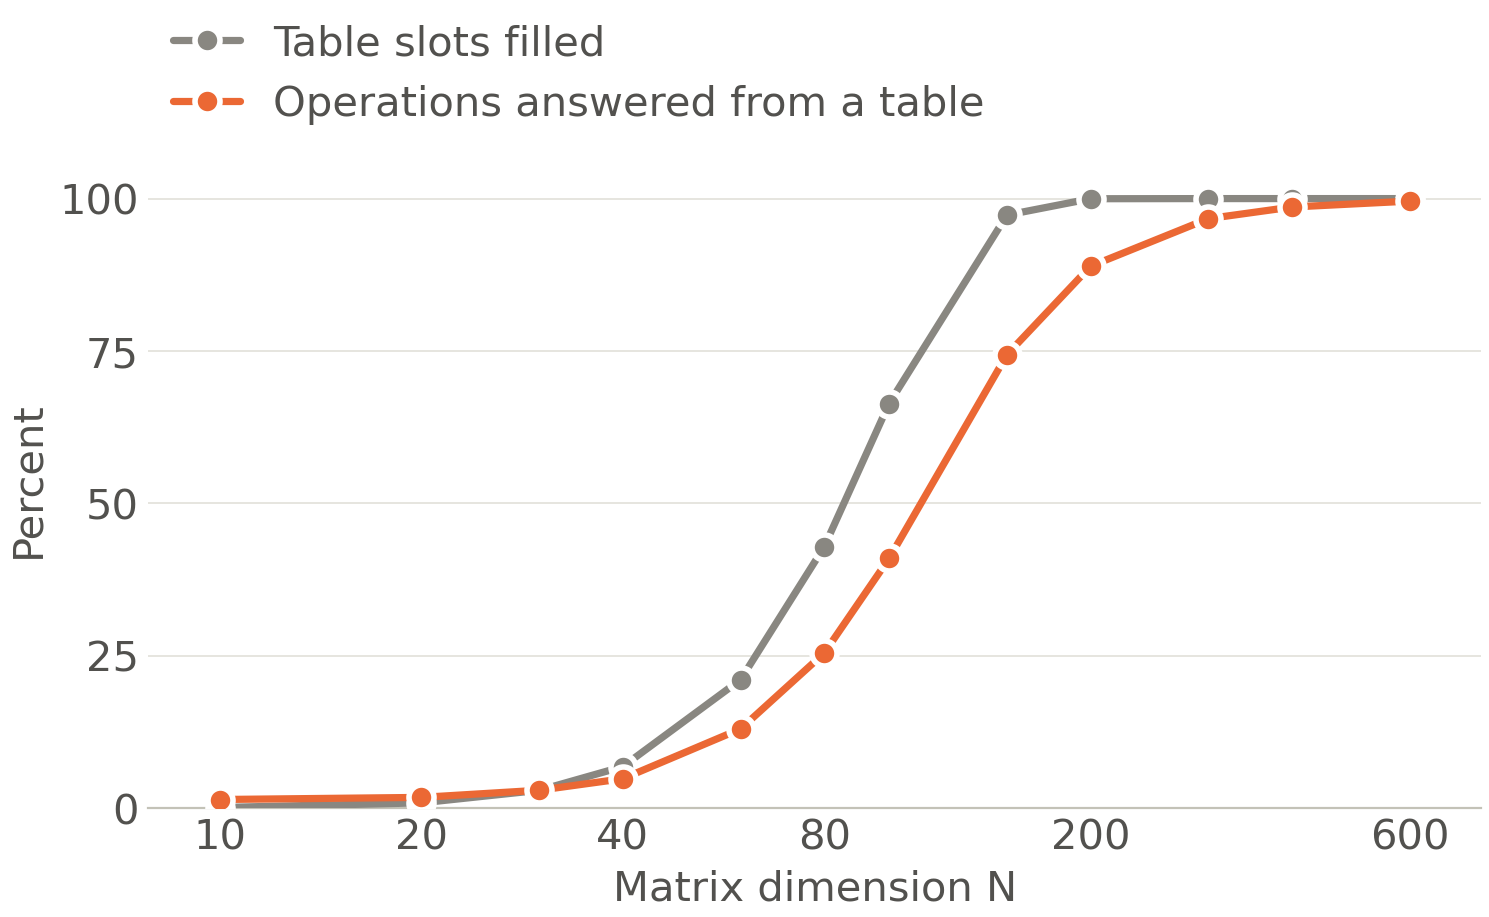 Table slots filled
Operations answered from a table
100
75
50
25
0
Percent
10 20 40 80 200 600
Matrix dimension N